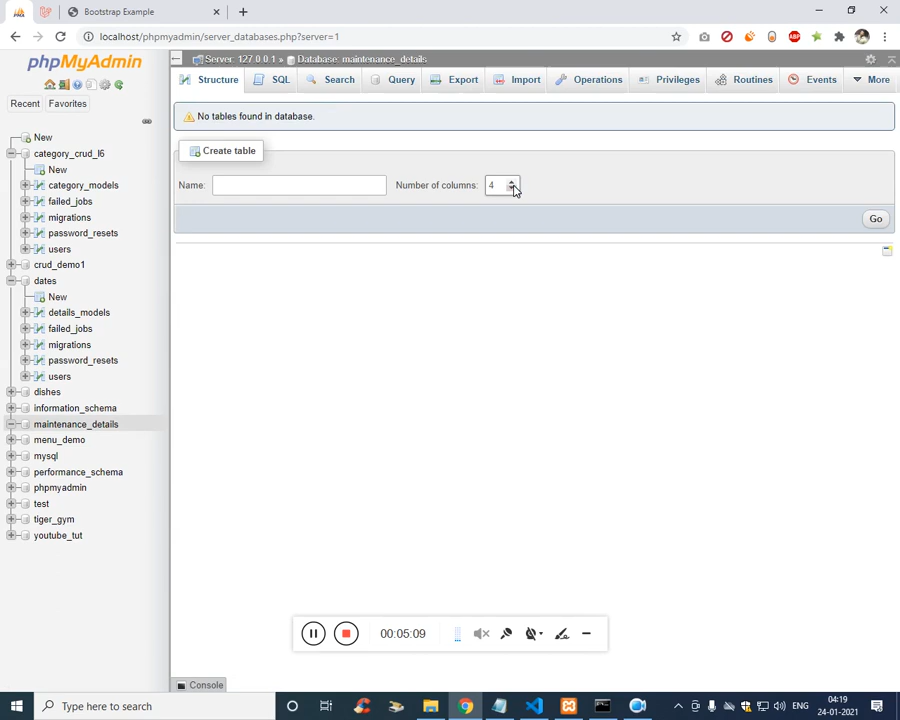 Bootstrap Example
localhost/phpmyadmin/server_databases.php?server=1
phpMyAdmin
Recent
Favorites
New
category_crud_l6
New
category_models
failed_jobs
migrations
password_resets
users
crud_demo1
dates
New
details_models
failed_jobs
migrations
password_resets
users
dishes
information_schema
maintenance_details
menu_demo
mysql
performance_schema
phpmyadmin
test
tiger_gym
youtube_tut
Server: 127.0.0.1 » Database: maintenance_details
Structure
SQL
Search
Query
Export
Import
Operations
Privileges
Routines
Events
More
No tables found in database.
Create table
Name:
Number of columns:
4
Go
00:05:09
Console
Type here to search
ENG
04:19
24-01-2021